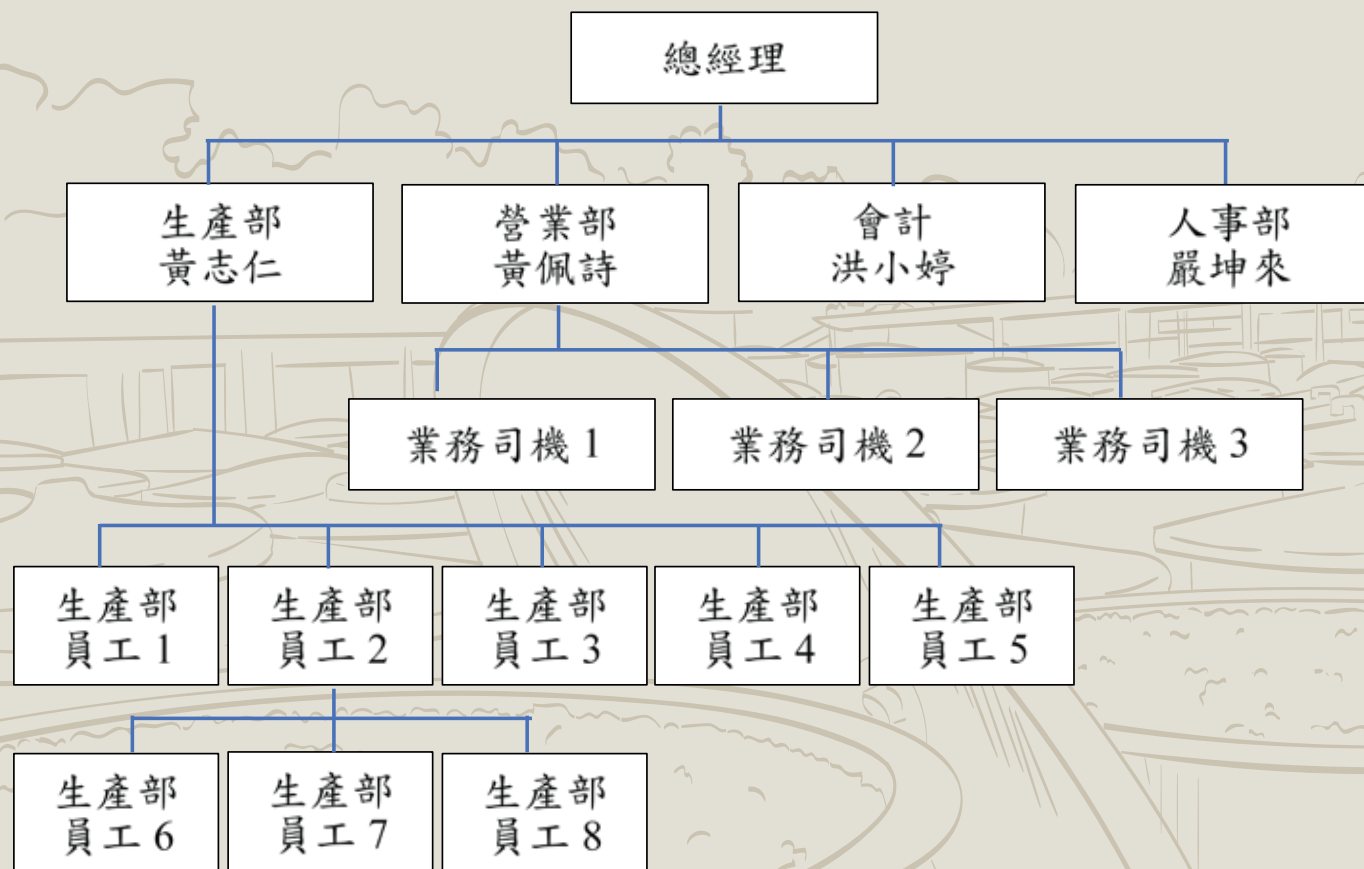 總經理
生產部
黃志仁
營業部
黃佩詩
會計
洪小婷
人事部
嚴坤來
業務司機 1
業務司機 2
業務司機 3
生產部
員工 1
生產部
員工 2
生產部
員工 3
生產部
員工 4
生產部
員工 5
生產部
員工 6
生產部
員工 7
生產部
員工 8